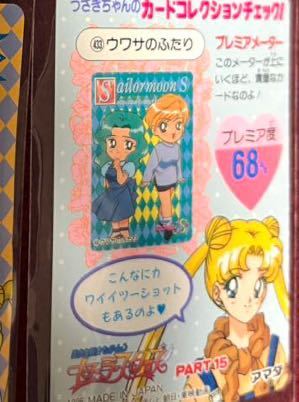 うさぎちゃんの
カードコレクションチェック!
433 ウワサのふたり
プレミアメーター
このメーターが上に
いくほど、貴重なカ
ードなのよ!
SailormoonS
プレミア度
68%
こんなにカ
ワイイツーショット
もあるのよ♥
PART15
アマダ
MADE IN JAPAN